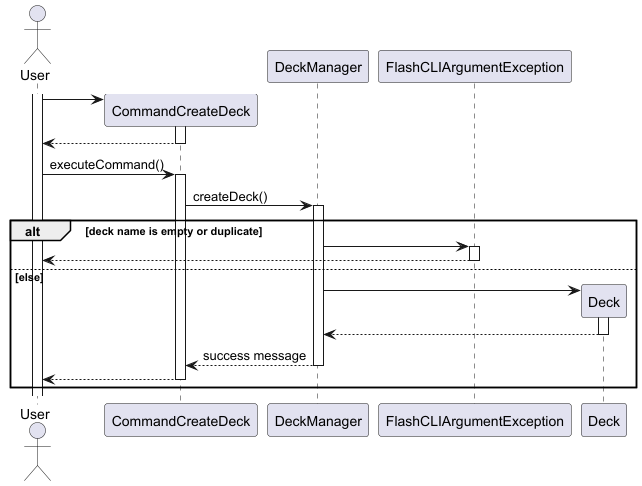 User
DeckManager
FlashCLIArgumentException
CommandCreateDeck
executeCommand()
createDeck()
alt
[deck name is empty or duplicate]
[else]
Deck
success message
User
CommandCreateDeck
DeckManager
FlashCLIArgumentException
Deck